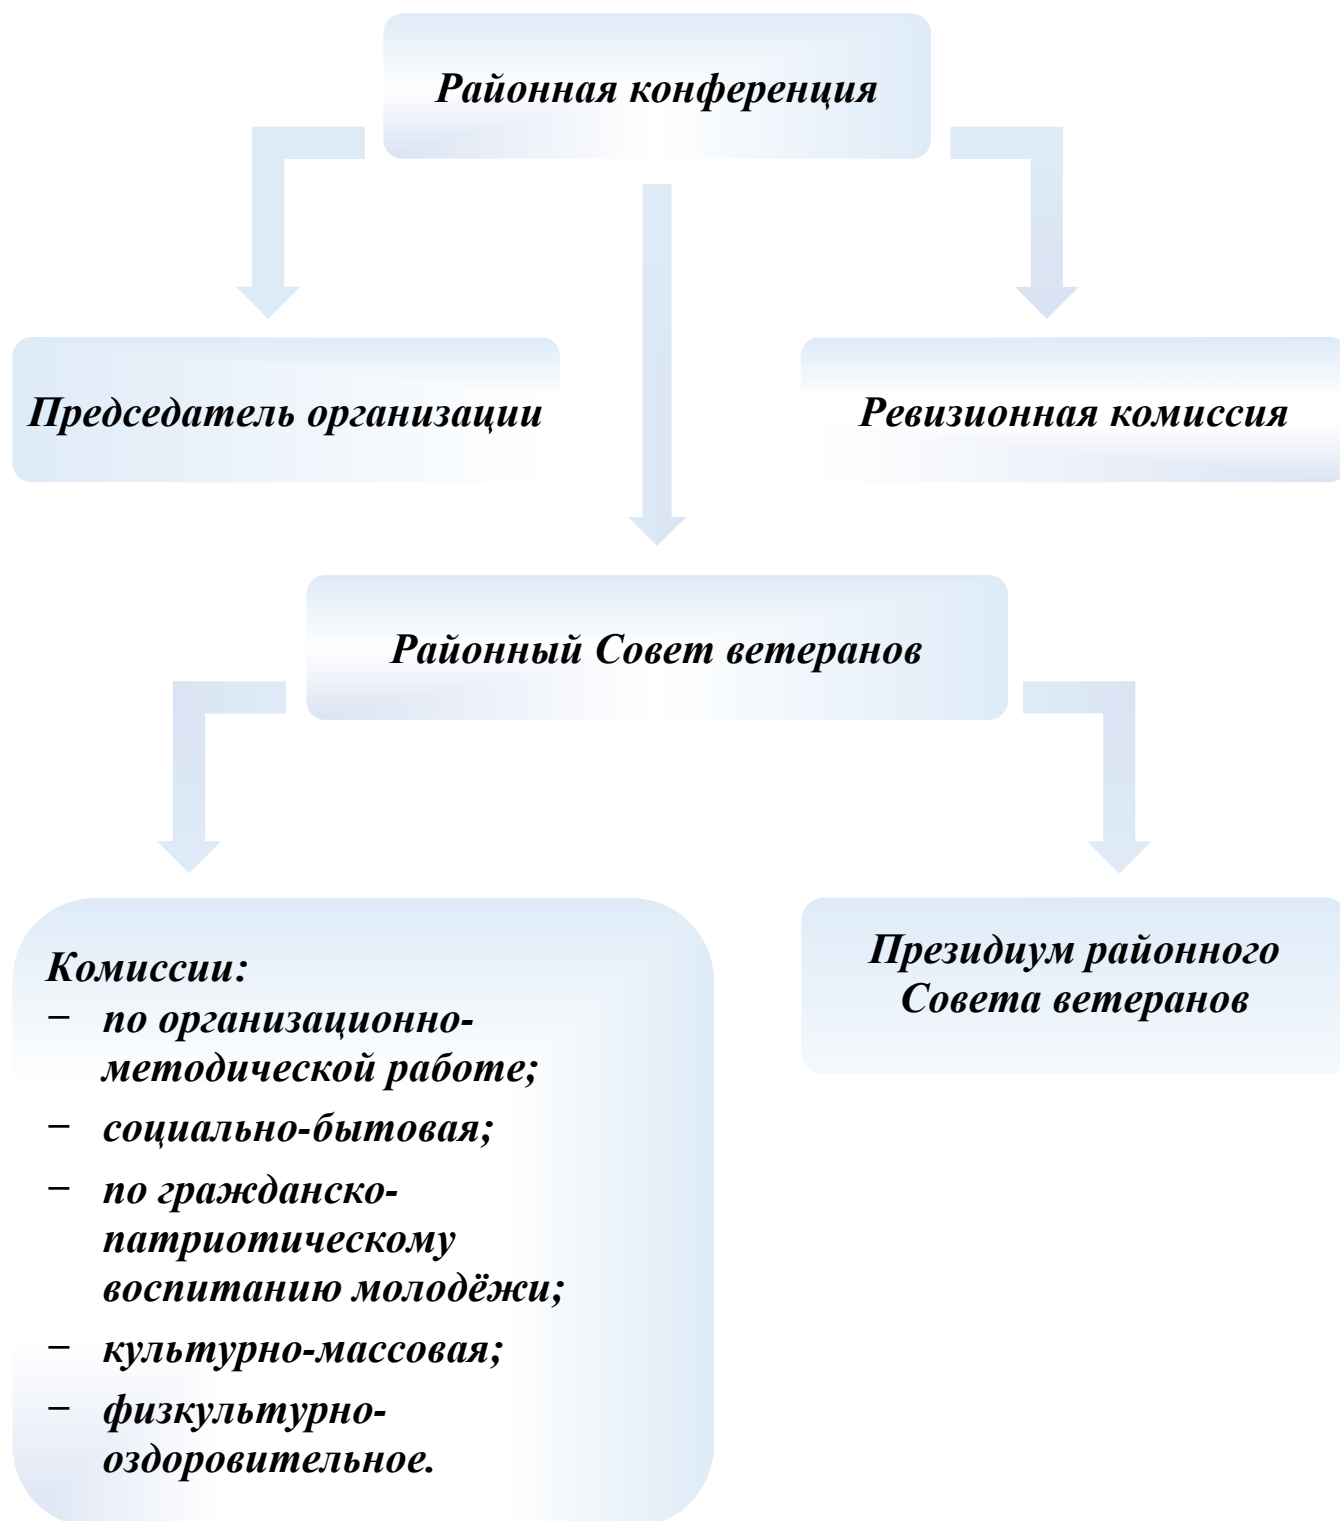 Районная конференция
Председатель организации
Ревизионная комиссия
Районный Совет ветеранов
Комиссии:
− по организационно-
методической работе;
− социально-бытовая;
− по гражданско-
патриотическому
воспитанию молодёжи;
− культурно-массовая;
− физкультурно-
оздоровительное.
Президиум районного
Совета ветеранов